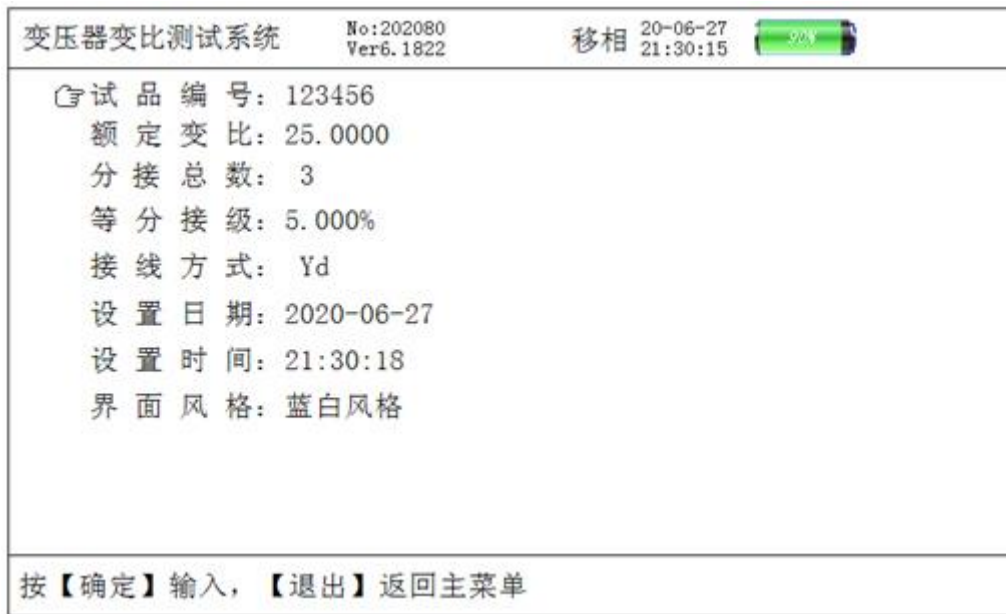 变压器变比测试系统 No:202080 移相 20-06-27
Ver6.1822 21:30:15
试品编号: 123456
额定变比: 25.0000
分接总数: 3
等分接级: 5.000%
接线方式: Yd
设置日期: 2020-06-27
设置时间: 21:30:18
界面风格: 蓝白风格
按【确定】输入，【退出】返回主菜单